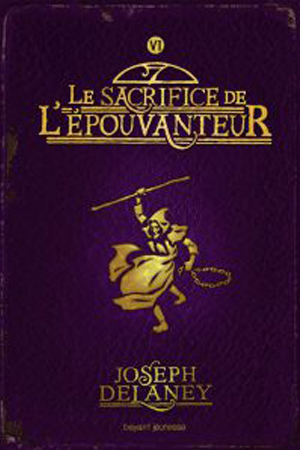 VI
LE SACRIFICE DE
L'ÉPOUVANTEUR
JOSEPH
DELANEY
bayard jeunesse